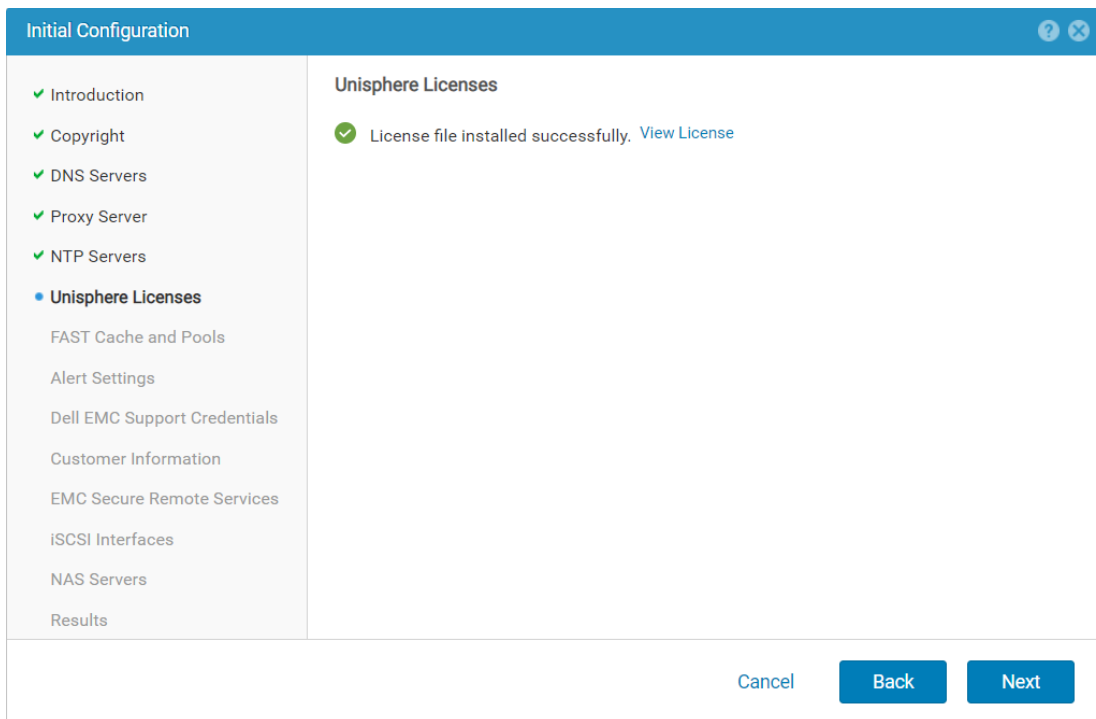 Initial Configuration
Introduction
Copyright
DNS Servers
Proxy Server
NTP Servers
Unisphere Licenses
FAST Cache and Pools
Alert Settings
Dell EMC Support Credentials
Customer Information
EMC Secure Remote Services
iSCSI Interfaces
NAS Servers
Results
Unisphere Licenses
License file installed successfully. View License
Cancel
Back
Next